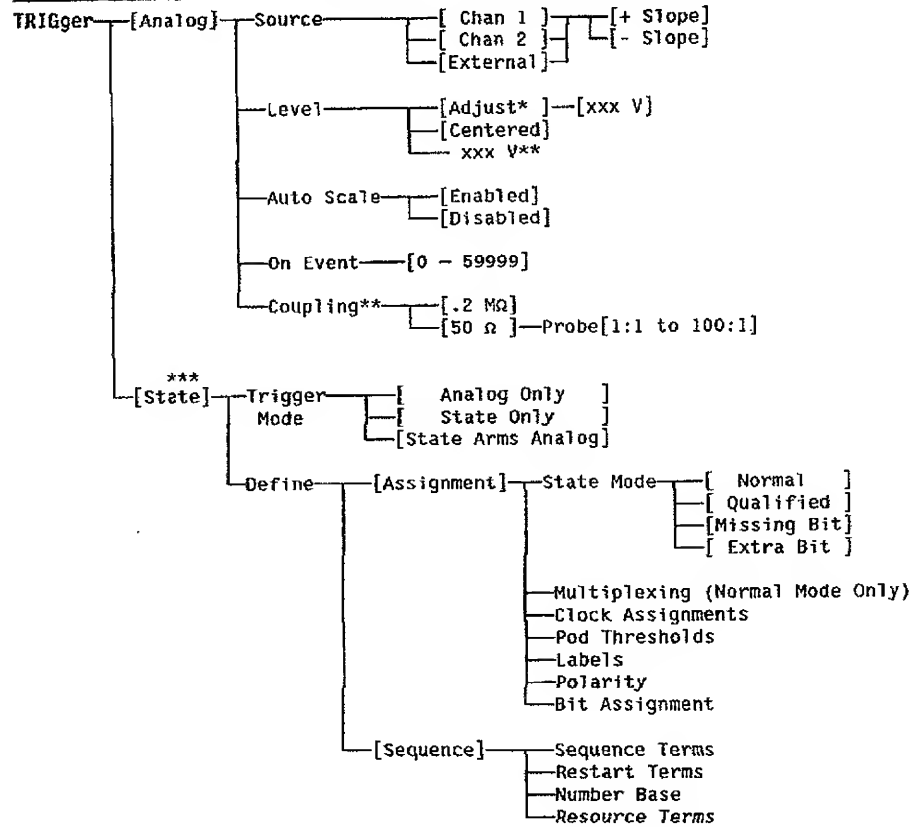 TRIGger [Analog] Source [ Chan 1 ] [+ Slope]
[ Chan 2 ] [- Slope]
[External]
Level [Adjust* ] [xxx V]
[Centered]
xxx V**
Auto Scale [Enabled]
[Disabled]
On Event [0 - 59999]
Coupling** [.2 MΩ]
[50 Ω ] Probe[1:1 to 100:1]
***
[State] Trigger [ Analog Only ]
Mode [ State Only ]
[State Arms Analog]
Define [Assignment] State Mode [ Normal ]
[ Qualified ]
[Missing Bit]
[ Extra Bit ]
Multiplexing (Normal Mode Only)
Clock Assignments
Pod Thresholds
Labels
Polarity
Bit Assignment
[Sequence] Sequence Terms
Restart Terms
Number Base
Resource Terms